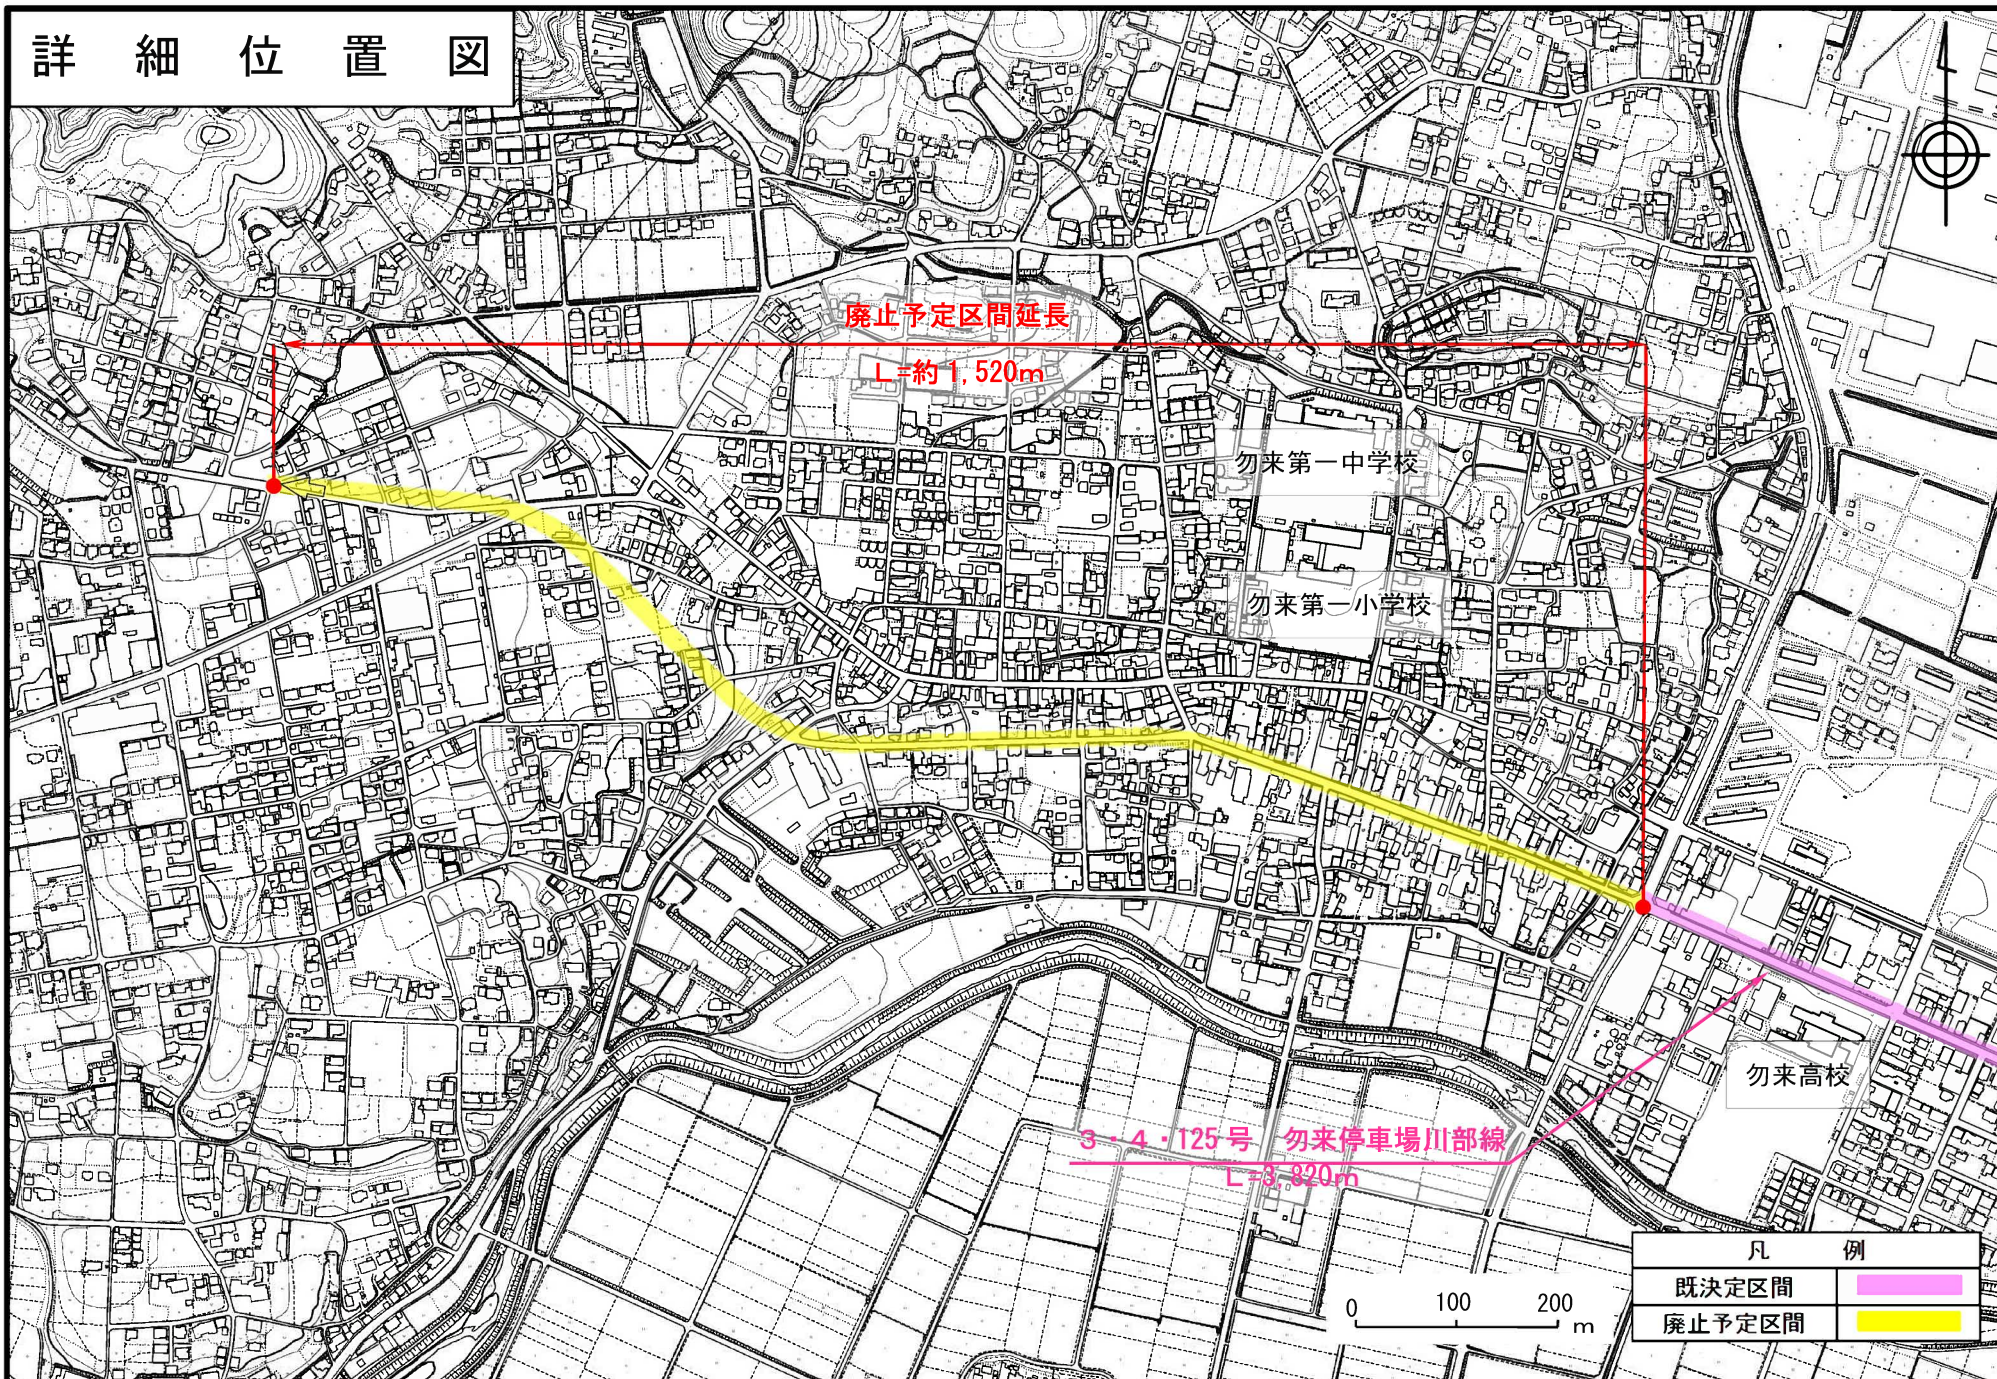 詳細位置図
廃止予定区間延長
L=約1,520m
勿来第一中学校
勿来第一小学校
勿来高校
3・4・125号 勿来停車場川部線
L=3,820m
0 100 200 m
凡例
既決定区間
廃止予定区間